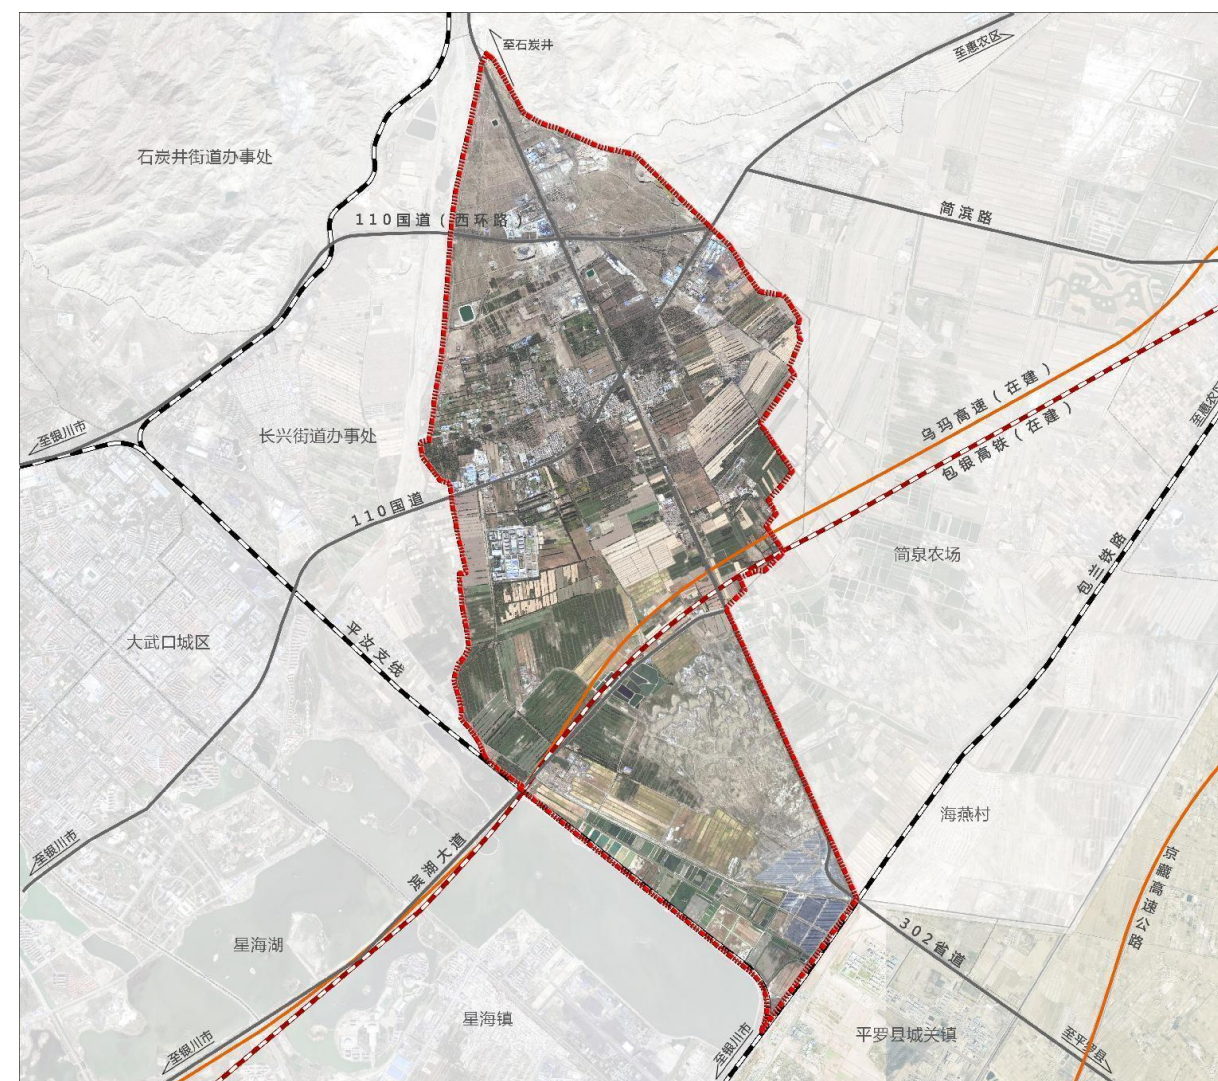 至石炭井
至惠农区
石炭井街道办事处
110国道（西环路）
简滨路
乌玛高速（在建）
包银高铁（在建）
至惠农区
至银川市
长兴街道办事处
110国道
简泉农场
包兰铁路
大武口城区
平汝支线
海燕村
至银川市
滨湖大道
京藏高速公路
302省道
星海湖
星海镇
平罗县城关镇
至银川市
至银川市
至平罗县